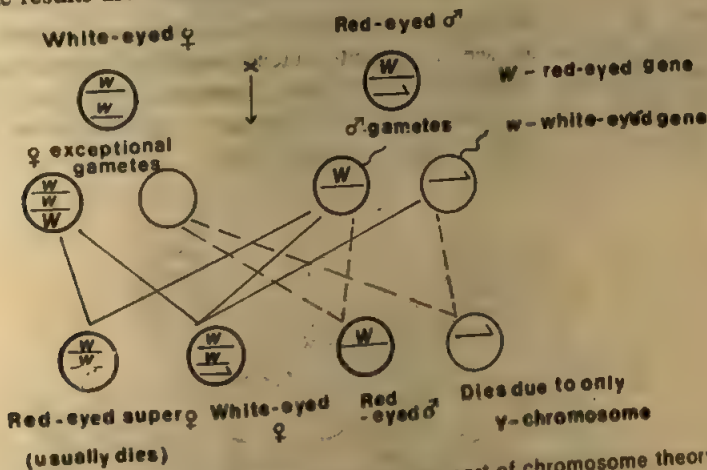 White-eyed ♀
Red-eyed ♂
w
w
×
W
W - red-eyed gene
w - white-eyed gene
♀ exceptional
gametes
♂ gametes
w
w
W
W
W
w
w
w
W
Red-eyed super ♀
(usually dies)
White-eyed
♀
Red
-eyed ♂
Dies due to only
Y-chromosome
of chromosome theory